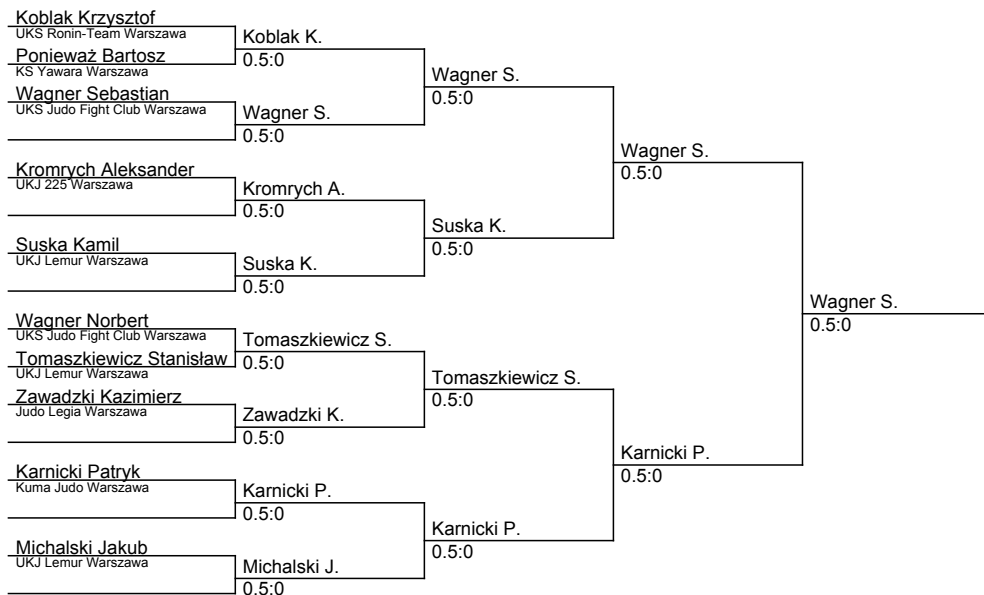 Koblak Krzysztof
UKS Ronin-Team Warszawa
Ponieważ Bartosz
KS Yawara Warszawa
Wagner Sebastian
UKS Judo Fight Club Warszawa
Kromrych Aleksander
UKJ 225 Warszawa
Suska Kamil
UKJ Lemur Warszawa
Wagner Norbert
UKS Judo Fight Club Warszawa
Tomaszkiewicz Stanisław
UKJ Lemur Warszawa
Zawadzki Kazimierz
Judo Legia Warszawa
Karnicki Patryk
Kuma Judo Warszawa
Michalski Jakub
UKJ Lemur Warszawa
Koblak K.
0.5:0
Wagner S.
0.5:0
Kromrych A.
0.5:0
Suska K.
0.5:0
Tomaszkiewicz S.
0.5:0
Zawadzki K.
0.5:0
Karnicki P.
0.5:0
Michalski J.
0.5:0
Wagner S.
0.5:0
Suska K.
0.5:0
Tomaszkiewicz S.
0.5:0
Karnicki P.
0.5:0
Wagner S.
0.5:0
Karnicki P.
0.5:0
Wagner S.
0.5:0